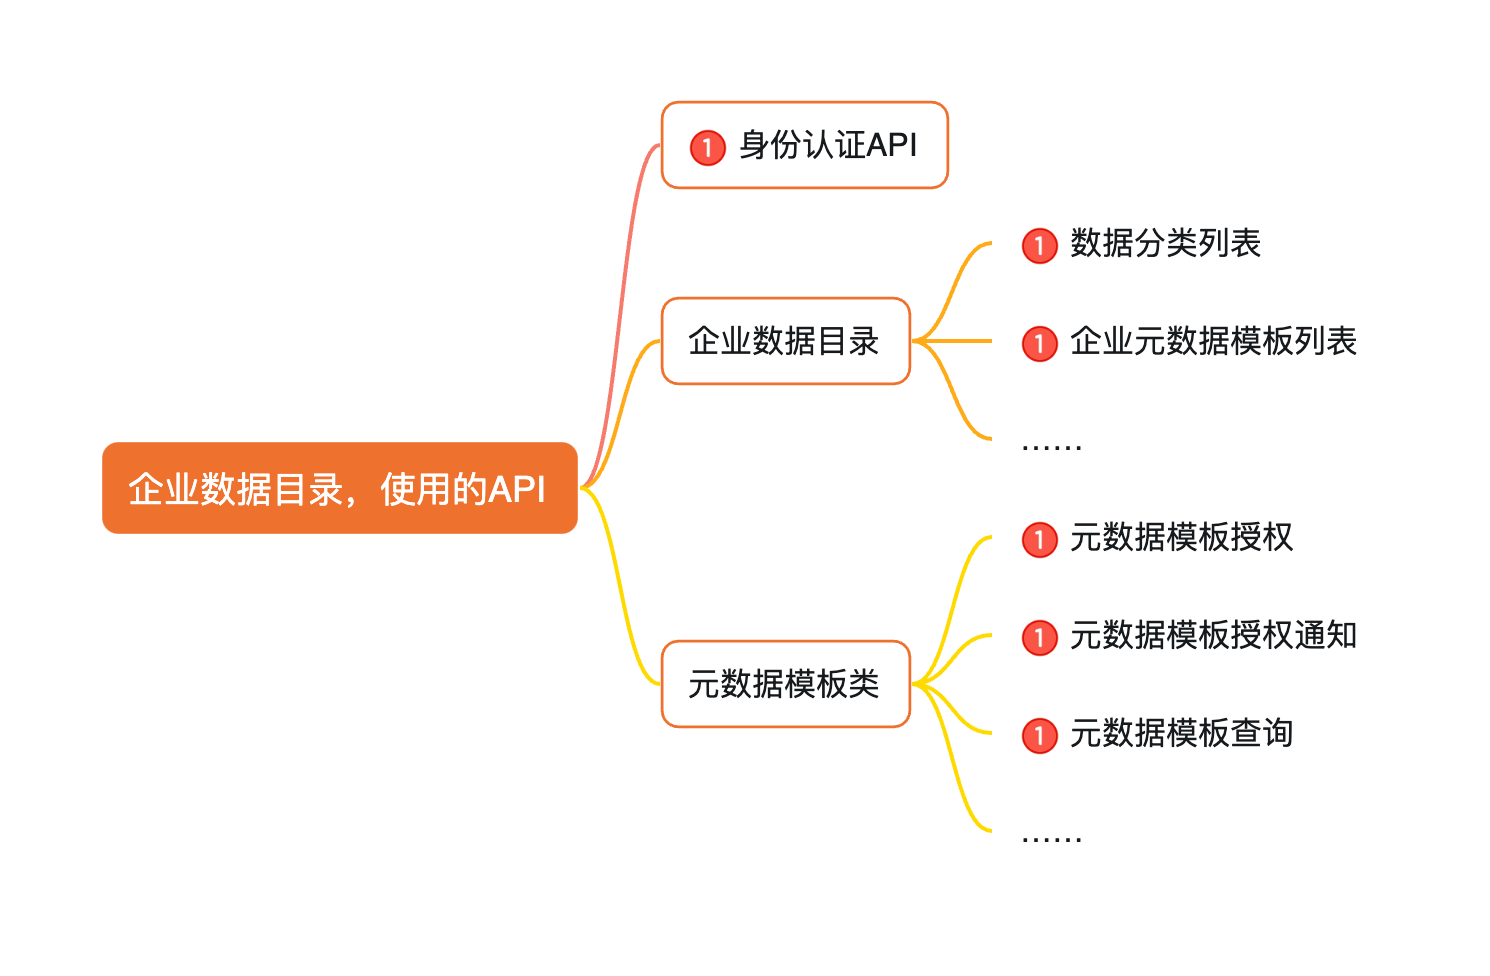 1 身份认证API
1 数据分类列表
企业数据目录
1 企业元数据模板列表
......
企业数据目录，使用的API
1 元数据模板授权
1 元数据模板授权通知
元数据模板类
1 元数据模板查询
......